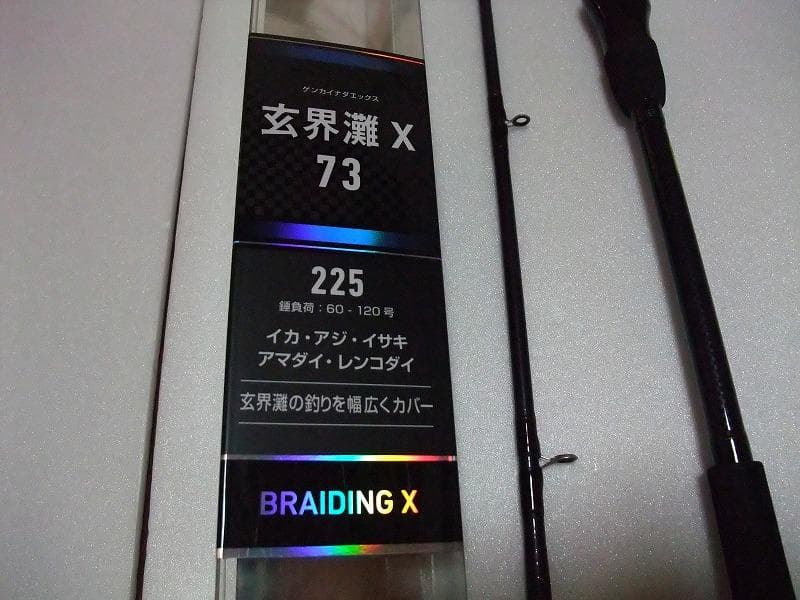 ゲンカイナダエックス
玄界灘 X
73
225
錘負荷：60 - 120 号
イカ・アジ・イサキ
アマダイ・レンコダイ
玄界灘の釣りを幅広くカバー
BRAIDING X